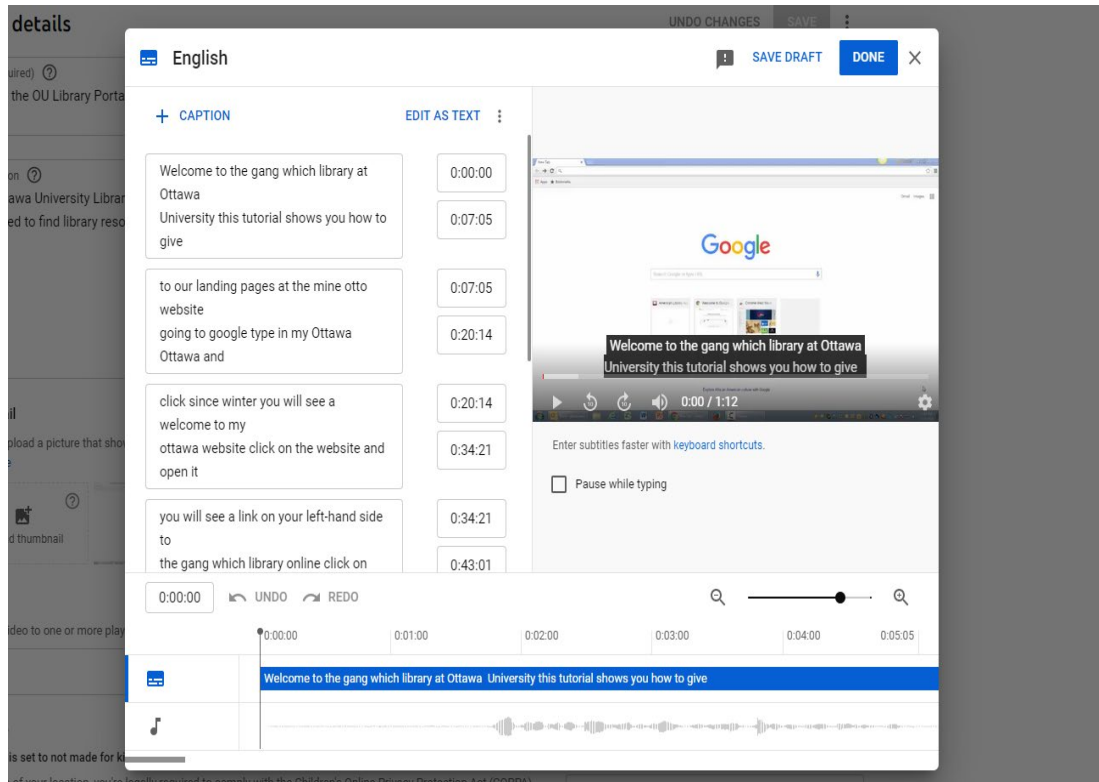 details
UNDO CHANGES SAVE
uired)
the OU Library Porta
on
awa University Librar
ed to find library reso
ail
pload a picture that sho
e
d thumbnail
ideo to one or more play
is set to not made for ki
English
SAVE DRAFT
DONE
+ CAPTION
EDIT AS TEXT
Welcome to the gang which library at
Ottawa
University this tutorial shows you how to
give
0:00:00
0:07:05
to our landing pages at the mine otto
website
going to google type in my Ottawa
Ottawa and
0:07:05
0:20:14
click since winter you will see a
welcome to my
ottawa website click on the website and
open it
0:20:14
0:34:21
you will see a link on your left-hand side
to
the gang which library online click on
0:34:21
0:43:01
Google
Welcome to the gang which library at Ottawa
University this tutorial shows you how to give
0:00 / 1:12
Enter subtitles faster with keyboard shortcuts.
Pause while typing
0:00:00
UNDO
REDO
0:00:00 0:01:00 0:02:00 0:03:00 0:04:00 0:05:05
Welcome to the gang which library at Ottawa University this tutorial shows you how to give